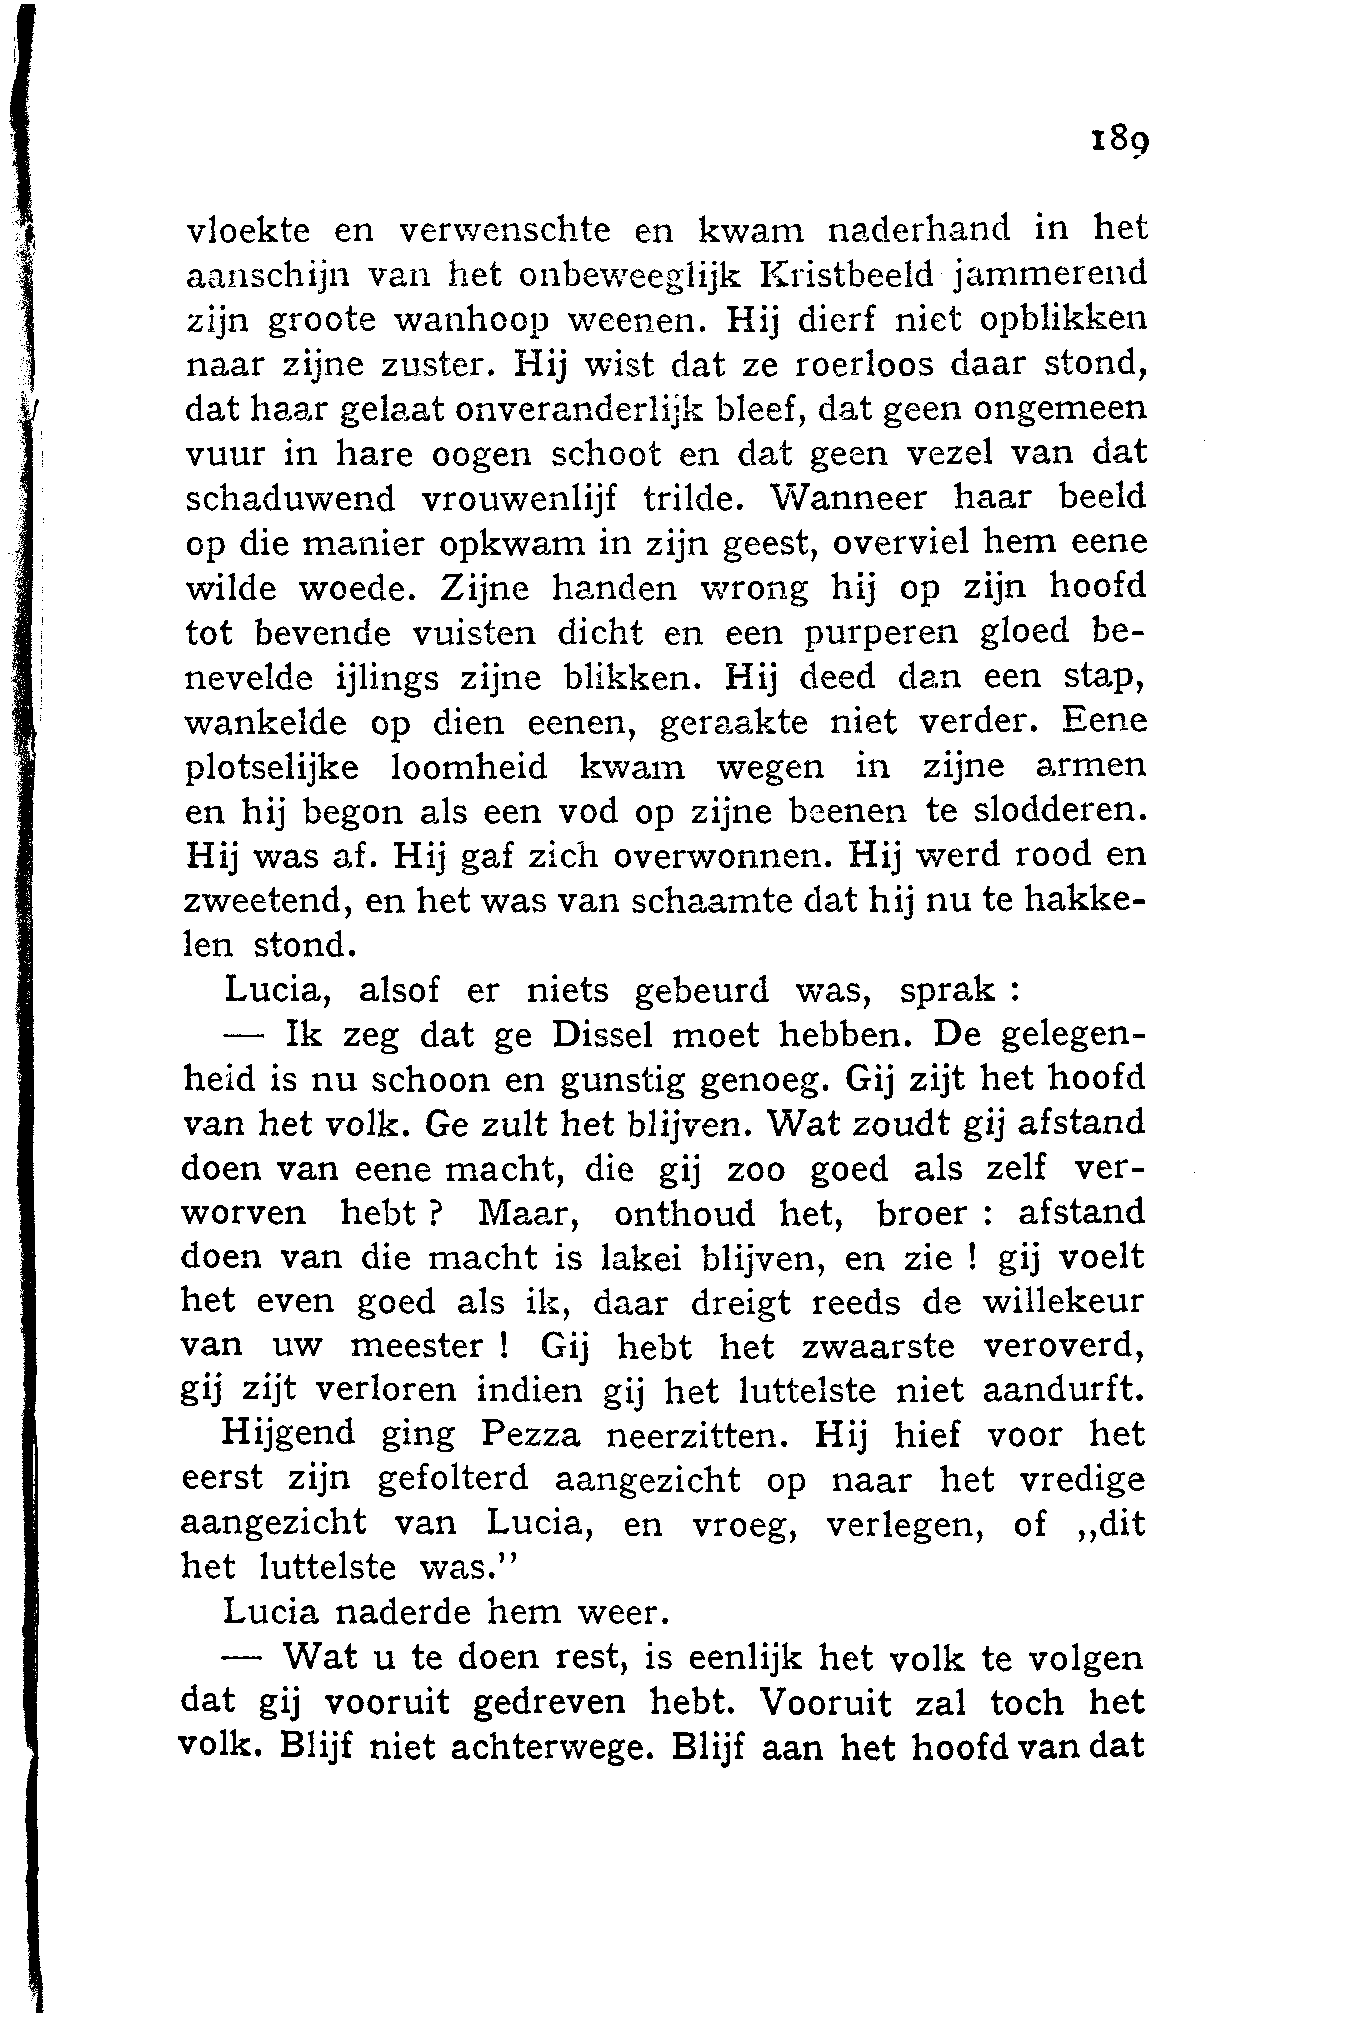 189
vloekte en verwenschte en kwam naderhand in het
aanschijn van het onbeweeglijk Kristbeeld jammerend
zijn groote wanhoop weenen. Hij dierf niet opblikken
naar zijne zuster. Hij wist dat ze roerloos daar stond,
dat haar gelaat onveranderlijk bleef, dat geen ongemeen
vuur in hare oogen schoot en dat geen vezel van dat
schaduwend vrouwenlijf trilde. Wanneer haar beeld
op die manier opkwam in zijn geest, overviel hem eene
wilde woede. Zijne handen wrong hij op zijn hoofd
tot bevende vuisten dicht en een purperen gloed be-
nevelde ijlings zijne blikken. Hij deed dan een stap,
wankelde op dien eenen, geraakte niet verder. Eene
plotselijke loomheid kwam wegen in zijne armen
en hij begon als een vod op zijne beenen te slodderen.
Hij was af. Hij gaf zich overwonnen. Hij werd rood en
zweetend, en het was van schaamte dat hij nu te hakke-
len stond.
Lucia, alsof er niets gebeurd was, sprak :
— Ik zeg dat ge Dissel moet hebben. De gelegen-
heid is nu schoon en gunstig genoeg. Gij zijt het hoofd
van het volk. Ge zult het blijven. Wat zoudt gij afstand
doen van eene macht, die gij zoo goed als zelf ver-
worven hebt ? Maar, onthoud het, broer : afstand
doen van die macht is lakei blijven, en zie ! gij voelt
het even goed als ik, daar dreigt reeds de willekeur
van uw meester ! Gij hebt het zwaarste veroverd,
gij zijt verloren indien gij het luttelste niet aandurft.
Hijgend ging Pezza neerzitten. Hij hief voor het
eerst zijn gefolterd aangezicht op naar het vredige
aangezicht van Lucia, en vroeg, verlegen, of ,,dit
het luttelste was."
Lucia naderde hem weer.
— Wat u te doen rest, is eenlijk het volk te volgen
dat gij vooruit gedreven hebt. Vooruit zal toch het
volk. Blijf niet achterwege. Blijf aan het hoofd van dat